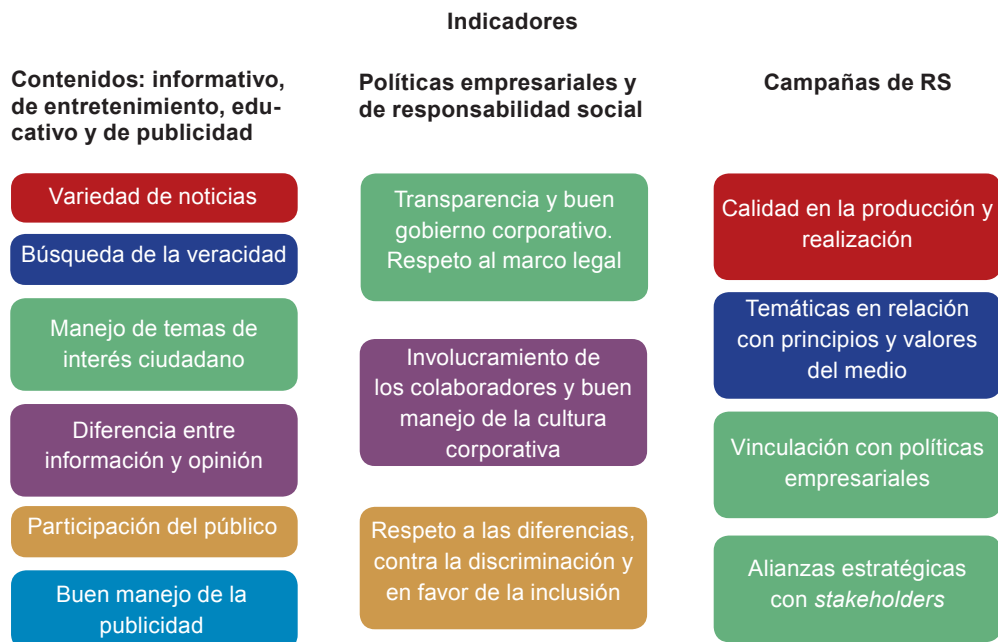 Indicadores
Contenidos: informativo,
de entretenimiento, edu-
cativo y de publicidad
Variedad de noticias
Búsqueda de la veracidad
Manejo de temas de
interés ciudadano
Diferencia entre
información y opinión
Participación del público
Buen manejo de la
publicidad
Políticas empresariales y
de responsabilidad social
Transparencia y buen
gobierno corporativo.
Respeto al marco legal
Involucramiento de
los colaboradores y buen
manejo de la cultura
corporativa
Respeto a las diferencias,
contra la discriminación y
en favor de la inclusión
Campañas de RS
Calidad en la producción y
realización
Temáticas en relación
con principios y valores
del medio
Vinculación con políticas
empresariales
Alianzas estratégicas
con stakeholders